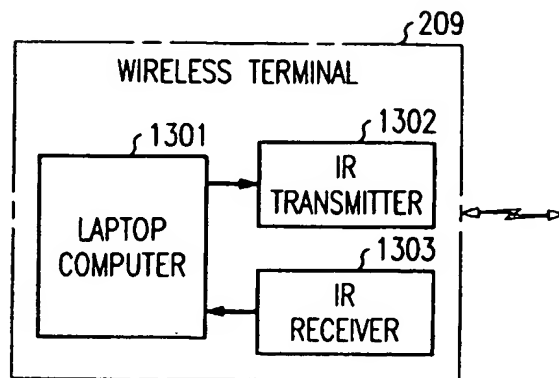 209
WIRELESS TERMINAL
1301
1302
LAPTOP
COMPUTER
IR
TRANSMITTER
1303
IR
RECEIVER